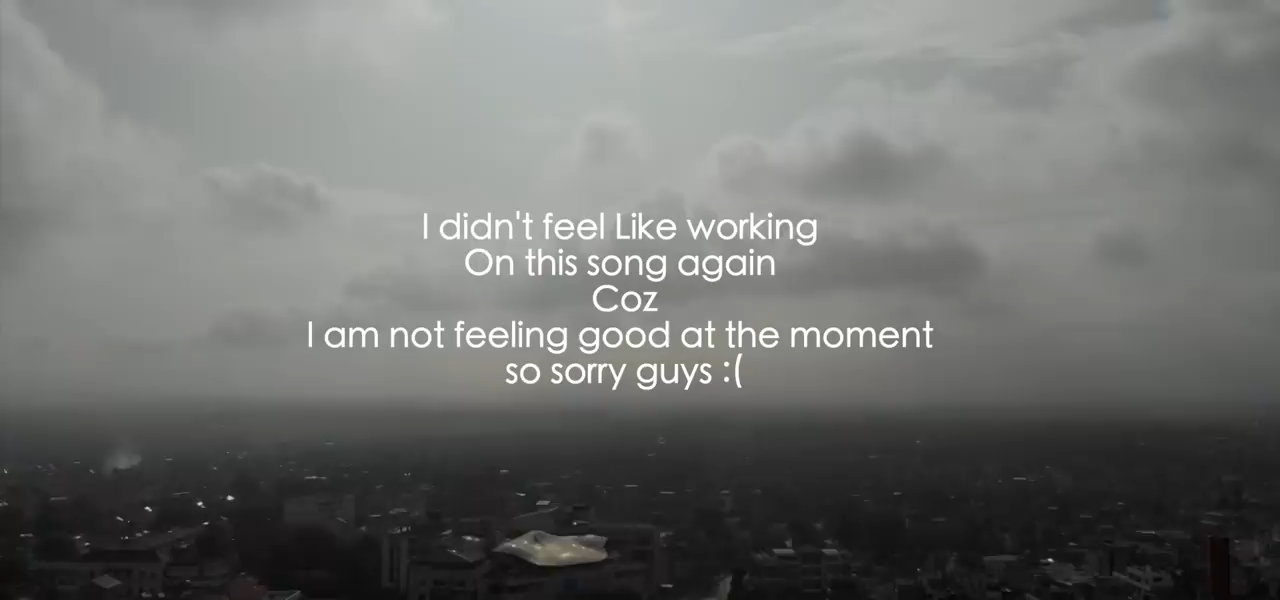 I didn't feel Like working
On this song again
Coz
I am not feeling good at the moment
so sorry guys :(